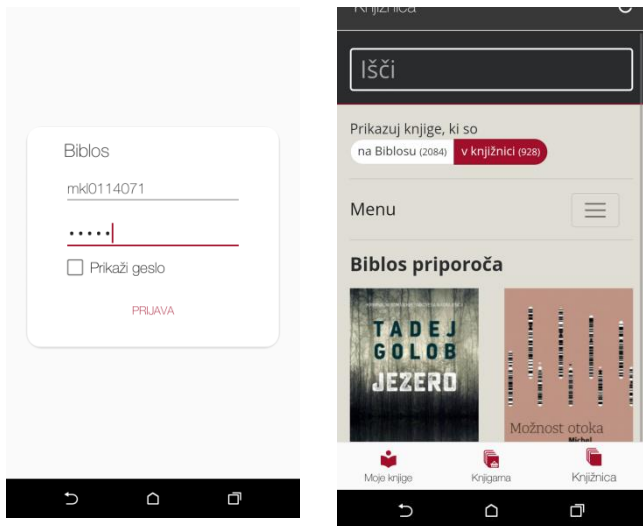 Biblos
mkl0114071
•••••
Prikaži geslo
PRIJAVA
Knjižnica
Išči
Prikazuj knjige, ki so
na Biblosu (2084) v knjižnici (928)
Menu
Biblos priporoča
TADEJ
GOLOB
JEZERO
Možnost otoka
Michel
Moje knjige Knjigarna Knjižnica